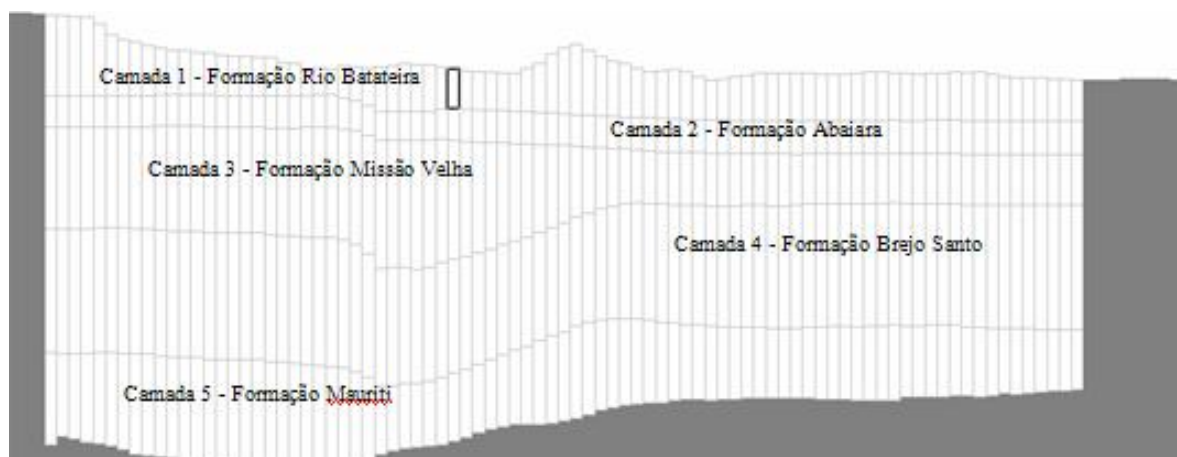 Camada 1 - Formação Rio Batateira
Camada 2 - Formação Abaiara
Camada 3 - Formação Missão Velha
Camada 4 - Formação Brejo Santo
Camada 5 - Formação Mauriti